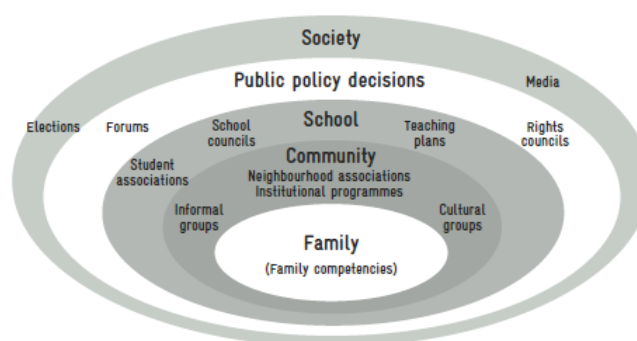 Society
Public policy decisions
Media
Elections
Forums
School
councils
School
Teaching
plans
Rights
councils
Student
associations
Community
Neighbourhood associations
Institutional programmes
Informal
groups
Cultural
groups
Family
(Family competencies)